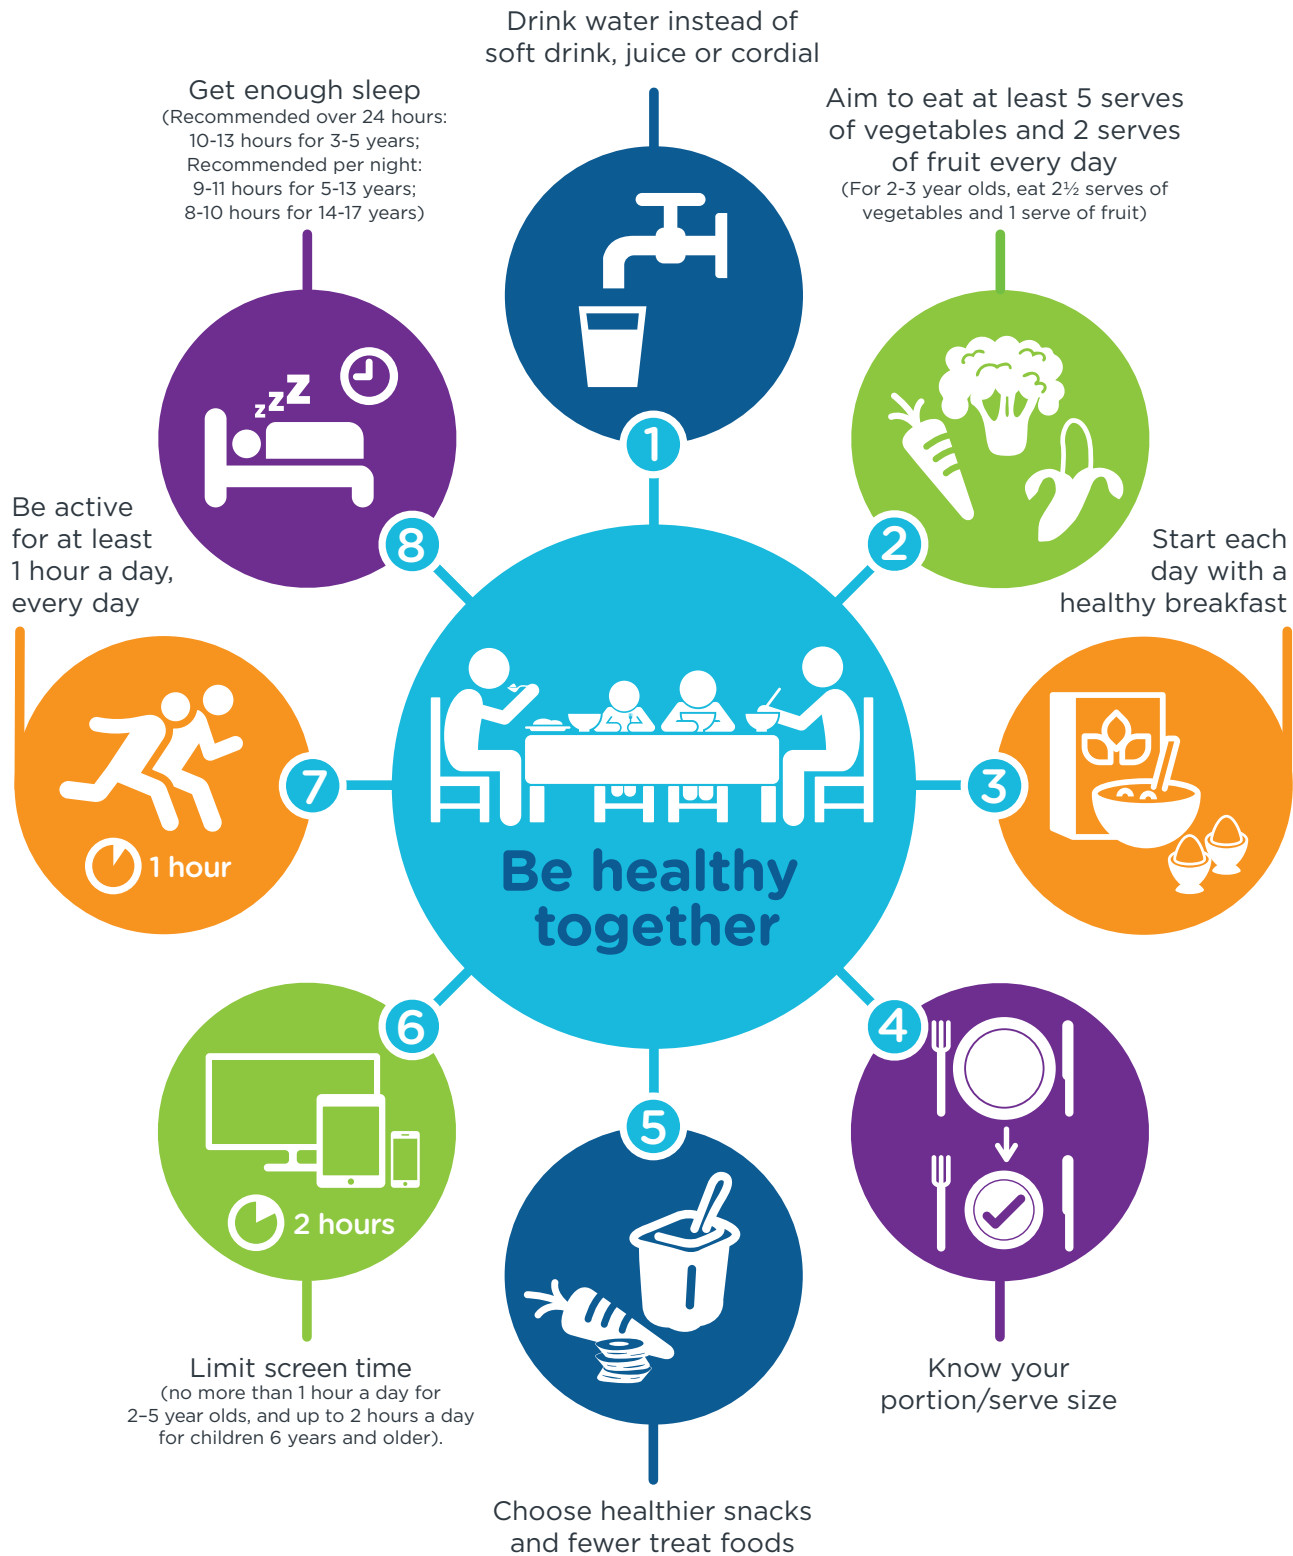 Drink water instead of
soft drink, juice or cordial
1
Aim to eat at least 5 serves
of vegetables and 2 serves
of fruit every day
(For 2-3 year olds, eat 2½ serves of
vegetables and 1 serve of fruit)
2
Start each
day with a
healthy breakfast
3
4
Know your
portion/serve size
5
Choose healthier snacks
and fewer treat foods
6
2 hours
Limit screen time
(no more than 1 hour a day for
2–5 year olds, and up to 2 hours a day
for children 6 years and older).
Be active
for at least
1 hour a day,
every day
7
1 hour
Get enough sleep
(Recommended over 24 hours:
10-13 hours for 3-5 years;
Recommended per night:
9-11 hours for 5-13 years;
8-10 hours for 14-17 years)
zzz
8
Be healthy
together